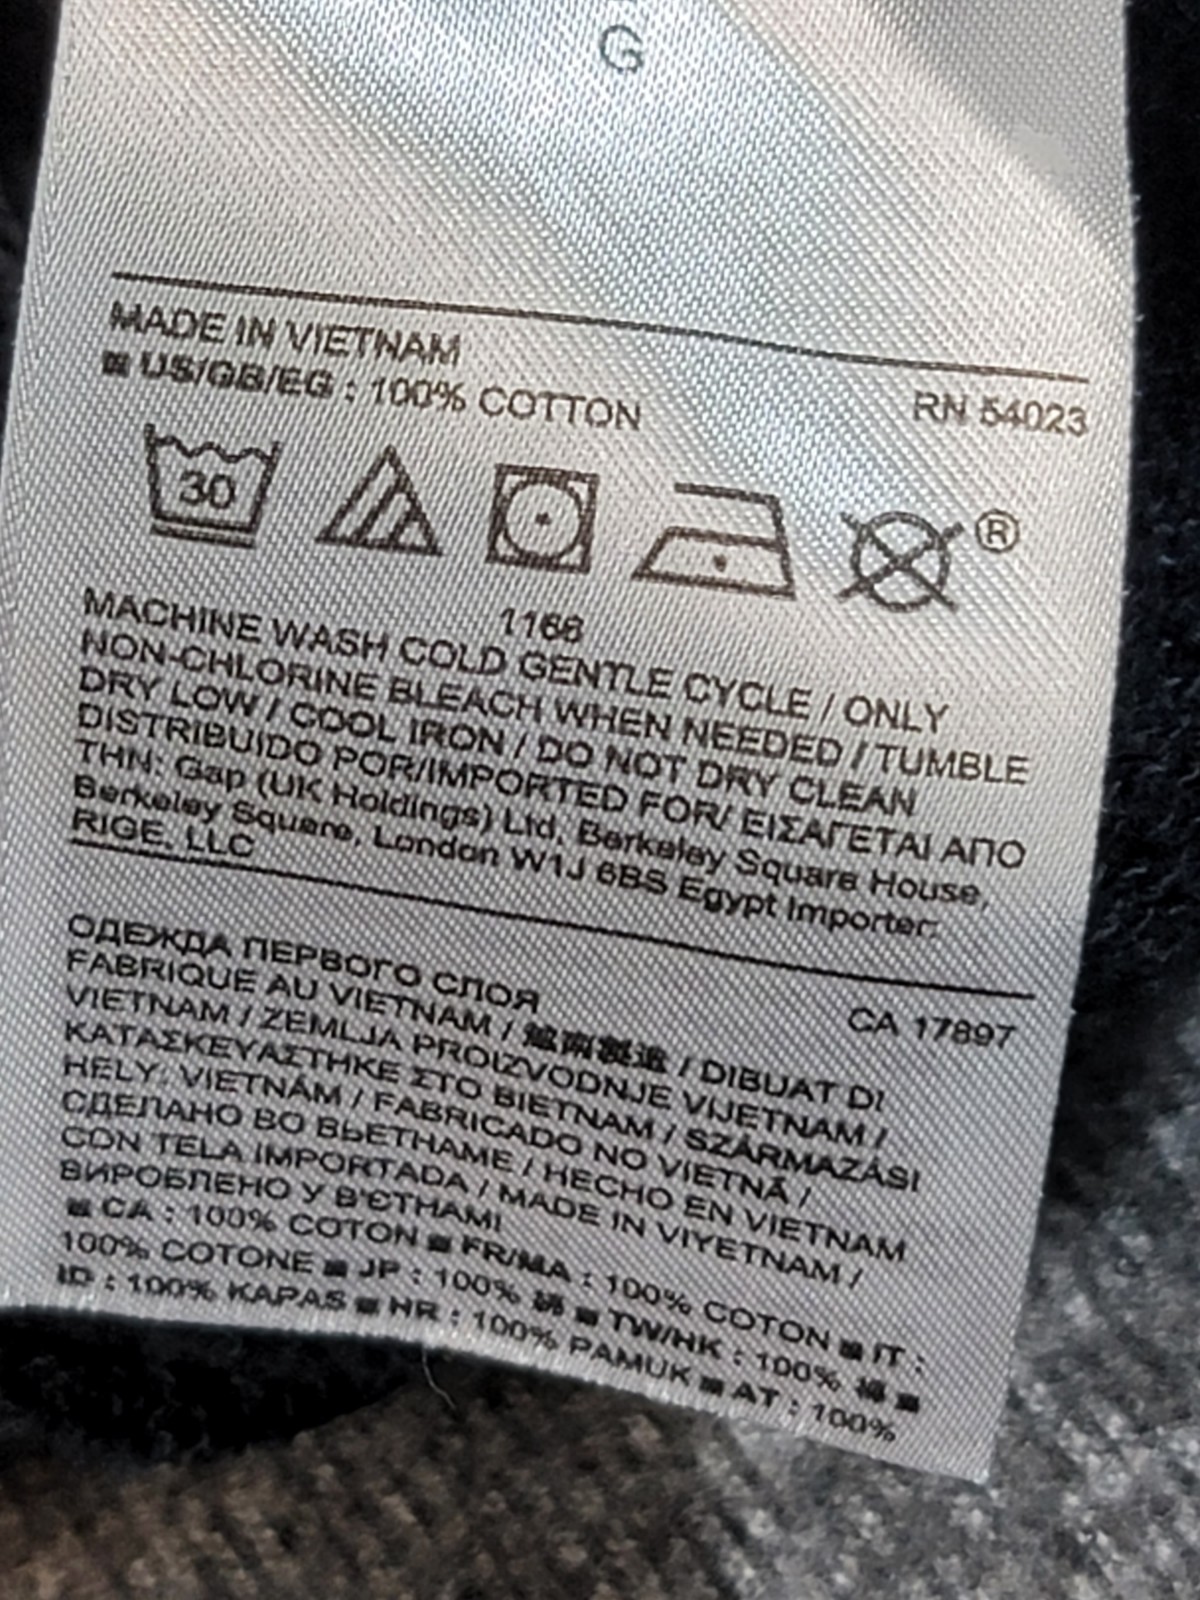 G
MADE IN VIETNAM
RN 54023
■ US/GB/EG : 100% COTTON
30
®
1166
MACHINE WASH COLD GENTLE CYCLE / ONLY
NON-CHLORINE BLEACH WHEN NEEDED / TUMBLE
DRY LOW / COOL IRON / DO NOT DRY CLEAN
DISTRIBUIDO POR/IMPORTED FOR/ ΕΙΣΑΓΕΤΑΙ ΑΠΟ
THN: Gap (UK Holdings) Ltd, Berkeley Square House,
Berkeley Square, London W1J 6BS Egypt Importer:
RIGE, LLC
CA 17897
ОДЕЖДА ПЕРВОГО СЛОЯ
FABRIQUE AU VIETNAM / 越南製造 / DIBUAT DI
VIETNAM / ZEMLJA PROIZVODNJE VIJETNAM /
ΚΑΤΑΣΚΕΥΑΣΤΗΚΕ ΣΤΟ ΒΙΕΤΝΑΜ / SZÁRMAZÁSI
HELY: VIETNÁM / FABRICADO NO VIETNÃ /
СДЕЛАНО ВО ВЬЕТНАМЕ / HECHO EN VIETNAM
CON TELA IMPORTADA / MADE IN VIYETNAM /
ВИРОБЛЕНО У В'ЄТНАМІ
■ CA : 100% COTON ■ FR/MA : 100% COTON ■ IT :
100% COTONE ■ JP : 100% 綿 ■ TW/HK : 100% 棉 ■
ID : 100% KAPAS ■ HR : 100% PAMUK ■ AT : 100%